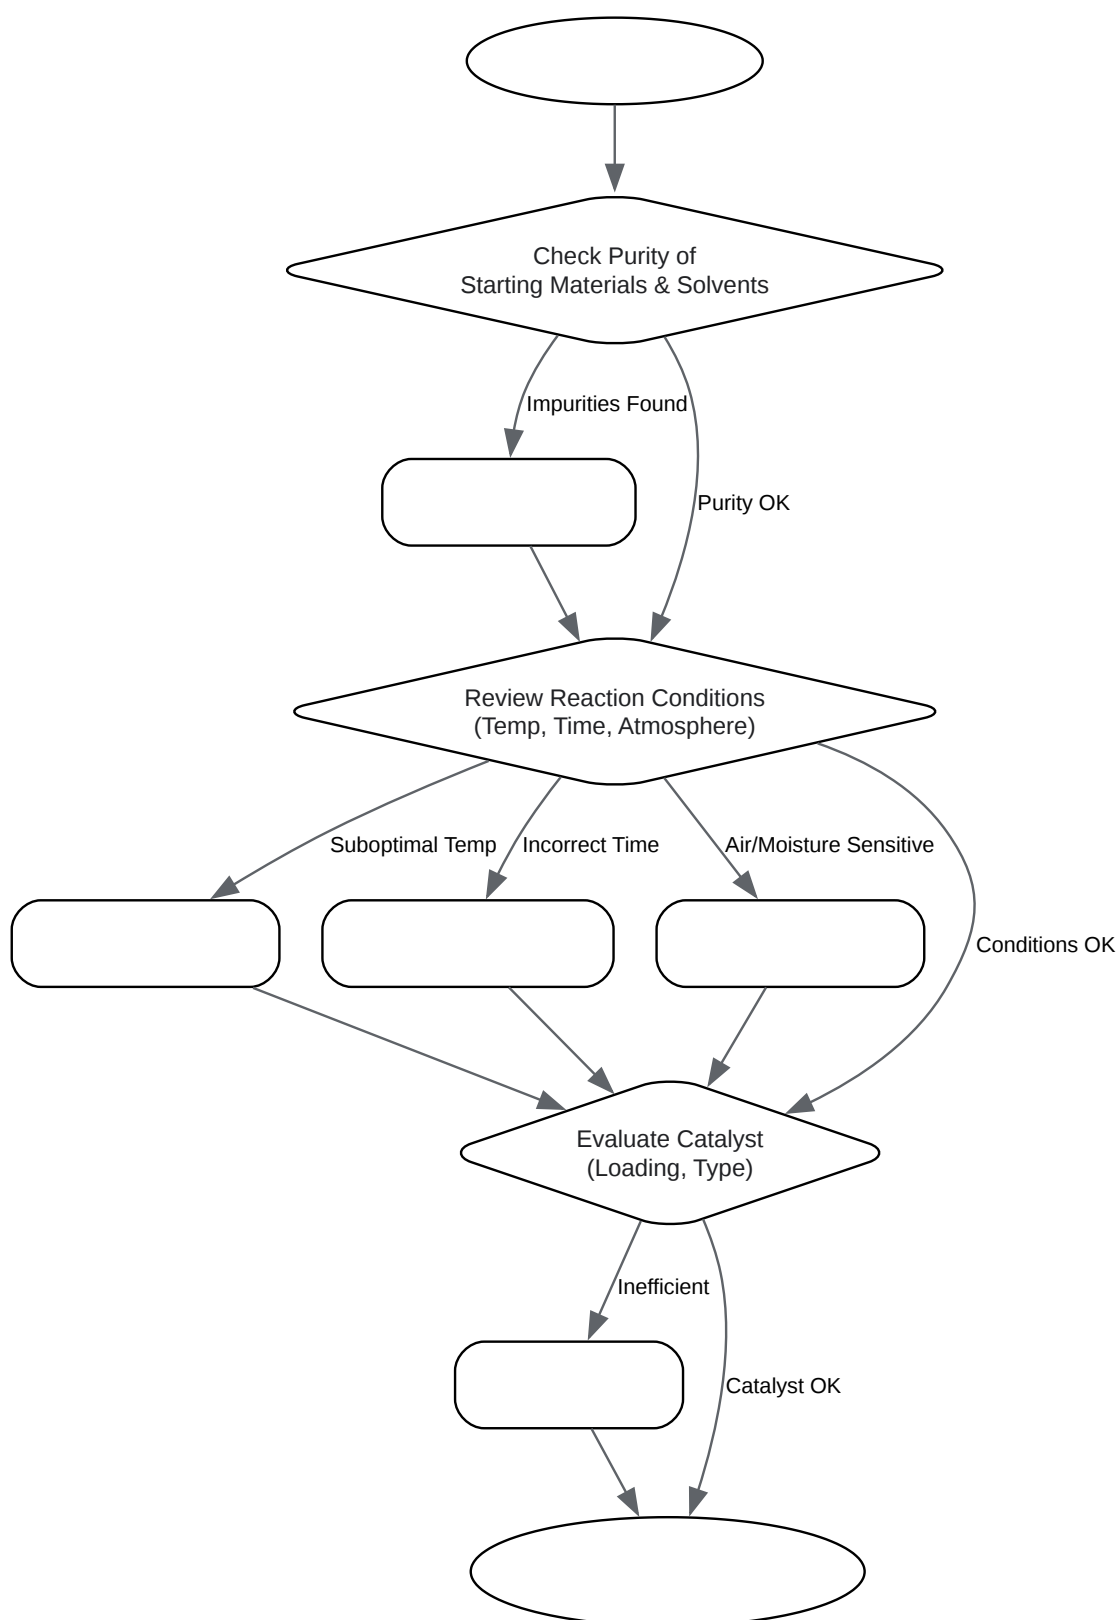 Check Purity of
Starting Materials & Solvents
Impurities Found
Purity OK
Review Reaction Conditions
(Temp, Time, Atmosphere)
Suboptimal Temp
Incorrect Time
Air/Moisture Sensitive
Conditions OK
Evaluate Catalyst
(Loading, Type)
Inefficient
Catalyst OK